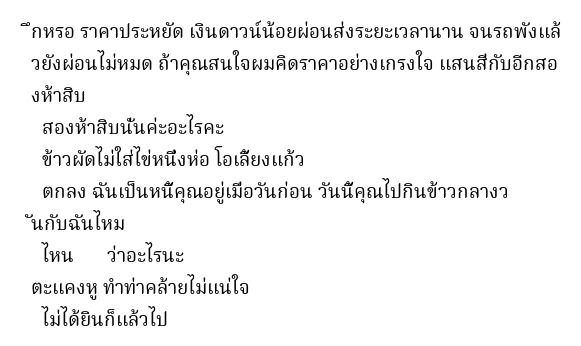 ึกหรอ ราคาประหยัด เงินดาวน์น้อยผ่อนส่งระยะเวลานาน จนรถพังแล้
วยังผ่อนไม่หมด ถ้าคุณสนใจผมคิดราคาอย่างเกรงใจ แสนสี่กับอีกสอ
งห้าสิบ
สองห้าสิบนั่นค่ะอะไรคะ
ข้าวผัดไม่ใส่ไข่หนึ่งห่อ โอเลี้ยงแก้ว
ตกลง ฉันเป็นหนี้คุณอยู่เมื่อวันก่อน วันนี้คุณไปกินข้าวกลางว
ันกับฉันไหม
ไหน ว่าอะไรนะ
ตะแคงหู ทำท่าคล้ายไม่แน่ใจ
ไม่ได้ยินก็แล้วไป